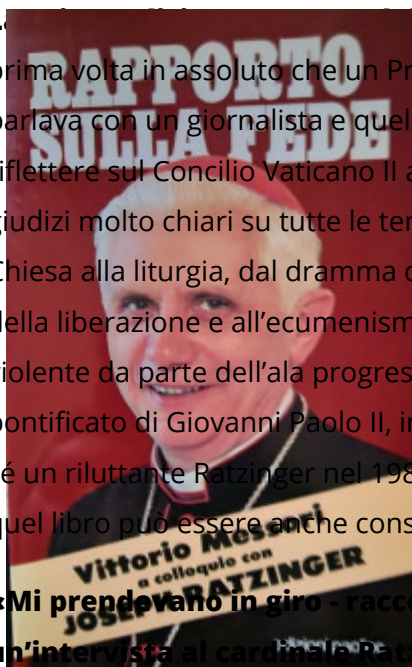 RAPPORTO
SULLA FEDE
prima volta in assoluto che un Pr
parlava con un giornalista e quel
riflettere sul Concilio Vaticano II a
giudizi molto chiari su tutte le
Chiesa alla liturgia, dal dramma
della liberazione e all'ecumenism
violente da parte dell'ala progres
pontificato di Giovanni Paolo II, in
é un riluttante Ratzinger nel 198
quel libro può essere anche cons
Vittorio Messori
a colloquio con
JOSEPH RATZINGER
«Mi prendevano in giro - racco
un'intervista al cardinale Ratz